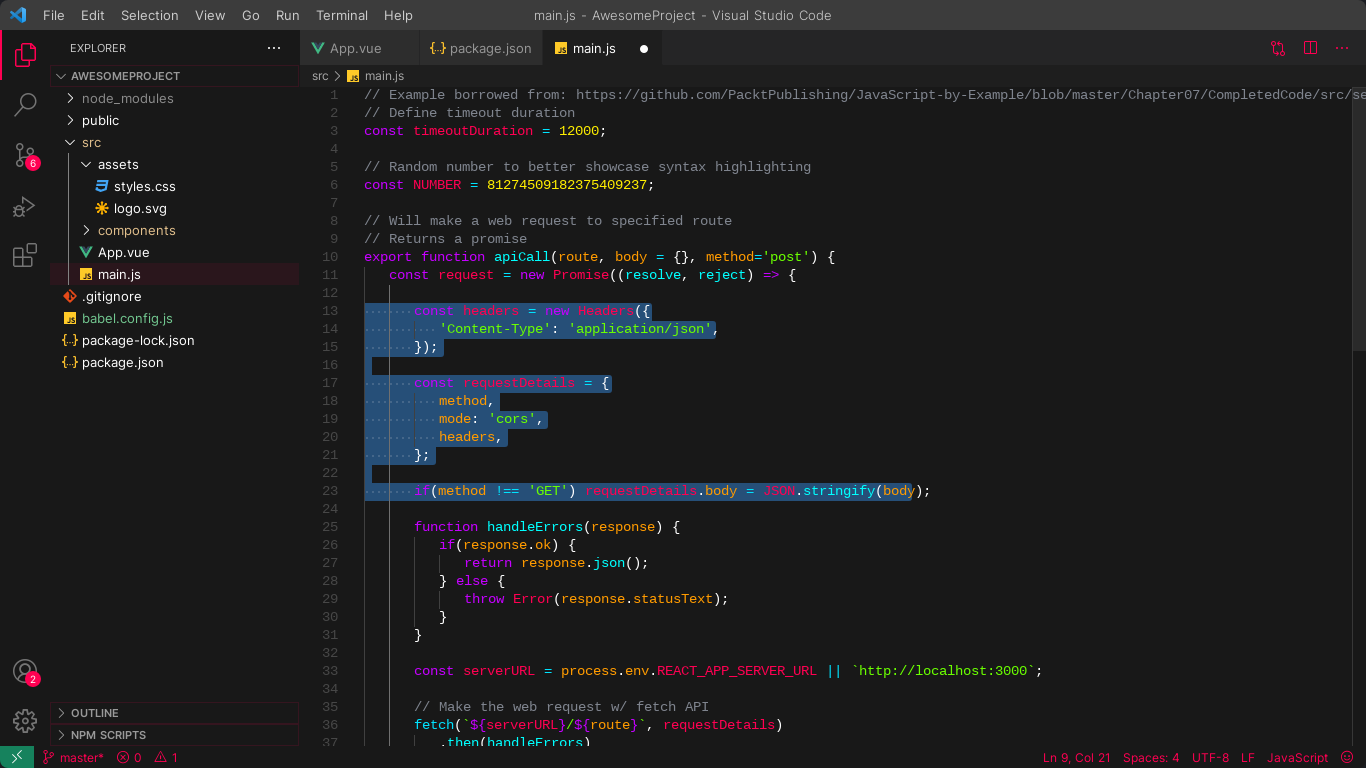 File Edit Selection View Go Run Terminal Help main.js - AwesomeProject - Visual Studio Code
EXPLORER
App.vue
package.json
main.js
AWESOMEPROJECT
node_modules
public
src
assets
styles.css
logo.svg
components
App.vue
main.js
.gitignore
babel.config.js
package-lock.json
package.json
OUTLINE
NPM SCRIPTS
6
2
src > main.js
1 // Example borrowed from: https://github.com/PacktPublishing/JavaScript-by-Example/blob/master/Chapter07/CompletedCode/src/se
2 // Define timeout duration
3 const timeoutDuration = 12000;
4
5 // Random number to better showcase syntax highlighting
6 const NUMBER = 81274509182375409237;
7
8 // Will make a web request to specified route
9 // Returns a promise
10 export function apiCall(route, body = {}, method='post') {
11 const request = new Promise((resolve, reject) => {
12
13 const headers = new Headers({
14 'Content-Type': 'application/json',
15 });
16
17 const requestDetails = {
18 method,
19 mode: 'cors',
20 headers,
21 };
22
23 if(method !== 'GET') requestDetails.body = JSON.stringify(body);
24
25 function handleErrors(response) {
26 if(response.ok) {
27 return response.json();
28 } else {
29 throw Error(response.statusText);
30 }
31 }
32
33 const serverURL = process.env.REACT_APP_SERVER_URL || `http://localhost:3000`;
34
35 // Make the web request w/ fetch API
36 fetch(`${serverURL}/${route}`, requestDetails)
37 .then(handleErrors)
master* 0 1 Ln 9, Col 21 Spaces: 4 UTF-8 LF JavaScript